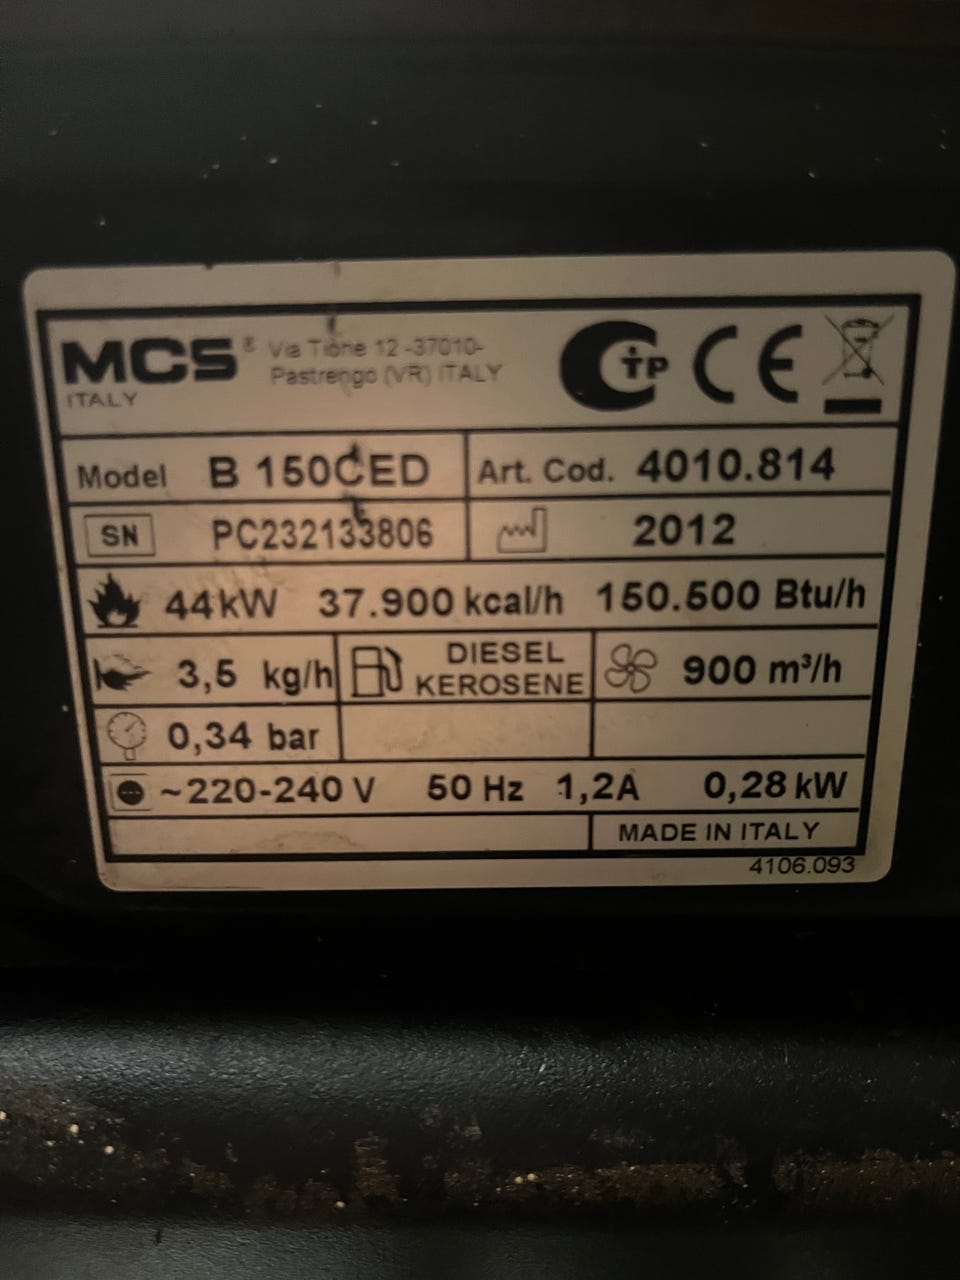 MCS® Via Tione 12 -37010-
ITALY Pastrengo (VR) ITALY
CTP CE
Model B 150CED Art. Cod. 4010.814
SN PC232133806 2012
44kW 37.900 kcal/h 150.500 Btu/h
3,5 kg/h DIESEL KEROSENE 900 m³/h
0,34 bar
~220-240 V 50 Hz 1,2A 0,28 kW
MADE IN ITALY
4106.093